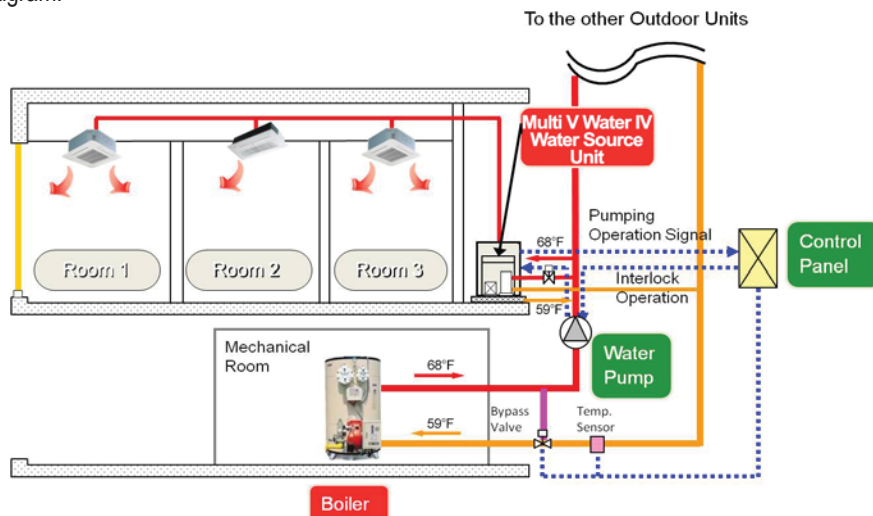 agram.
To the other Outdoor Units
Multi V Water IV
Water Source
Unit
Pumping
Operation Signal
68°F
Control
Panel
Room 1
Room 2
Room 3
Interlock
Operation
59°F
Mechanical
Room
68°F
Water
Pump
59°F
Bypass
Valve
Temp.
Sensor
Boiler